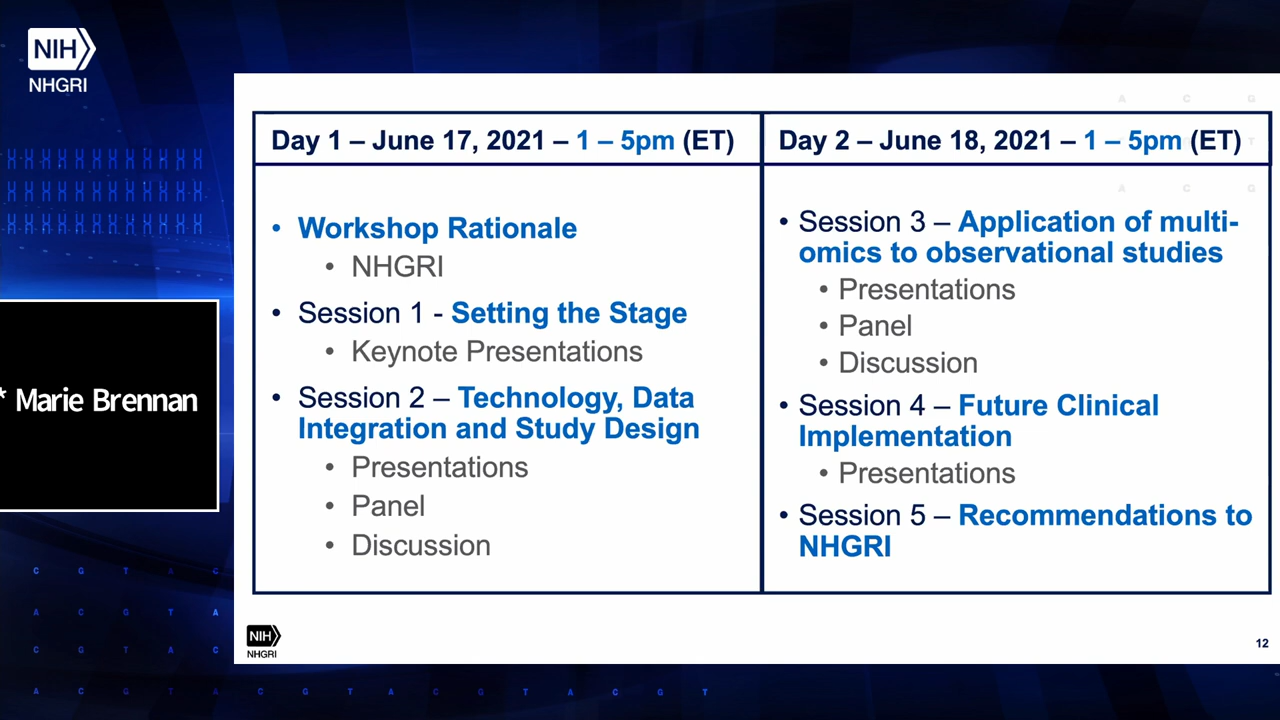 NIH
NHGRI
* Marie Brennan
Day 1 – June 17, 2021 – 1 – 5pm (ET)
• Workshop Rationale
• NHGRI
• Session 1 - Setting the Stage
• Keynote Presentations
• Session 2 – Technology, Data
Integration and Study Design
• Presentations
• Panel
• Discussion
A C G
Day 2 – June 18, 2021 – 1 – 5pm (ET)
T
A C G
• Session 3 – Application of multi-
omics to observational studies
• Presentations
• Panel
• Discussion
• Session 4 – Future Clinical
Implementation
• Presentations
• Session 5 – Recommendations to
NHGRI
NIH
NHGRI
12
C G T A C
A C G T A
C G T A C
A C G T A C G T A C G T A C G T